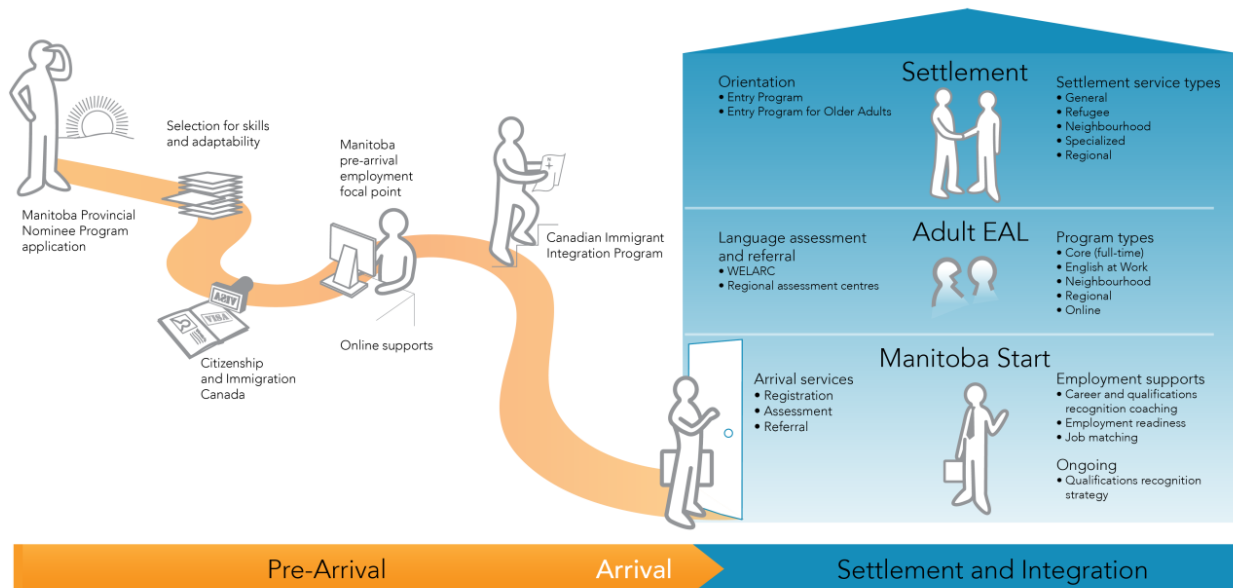 Manitoba Provincial
Nominee Program
application
Selection for skills
and adaptability
VISA
VISA
Citizenship
and Immigration
Canada
Manitoba
pre-arrival
employment
focal point
Online supports
Canadian Immigrant
Integration Program
Settlement
Orientation
• Entry Program
• Entry Program for Older Adults
Settlement service types
• General
• Refugee
• Neighbourhood
• Specialized
• Regional
Adult EAL
Language assessment
and referral
• WELARC
• Regional assessment centres
Program types
• Core (full-time)
• English at Work
• Neighbourhood
• Regional
• Online
Manitoba Start
Arrival services
• Registration
• Assessment
• Referral
Employment supports
• Career and qualifications
recognition coaching
• Employment readiness
• Job matching
Ongoing
• Qualifications recognition
strategy
Pre-Arrival
Arrival
Settlement and Integration